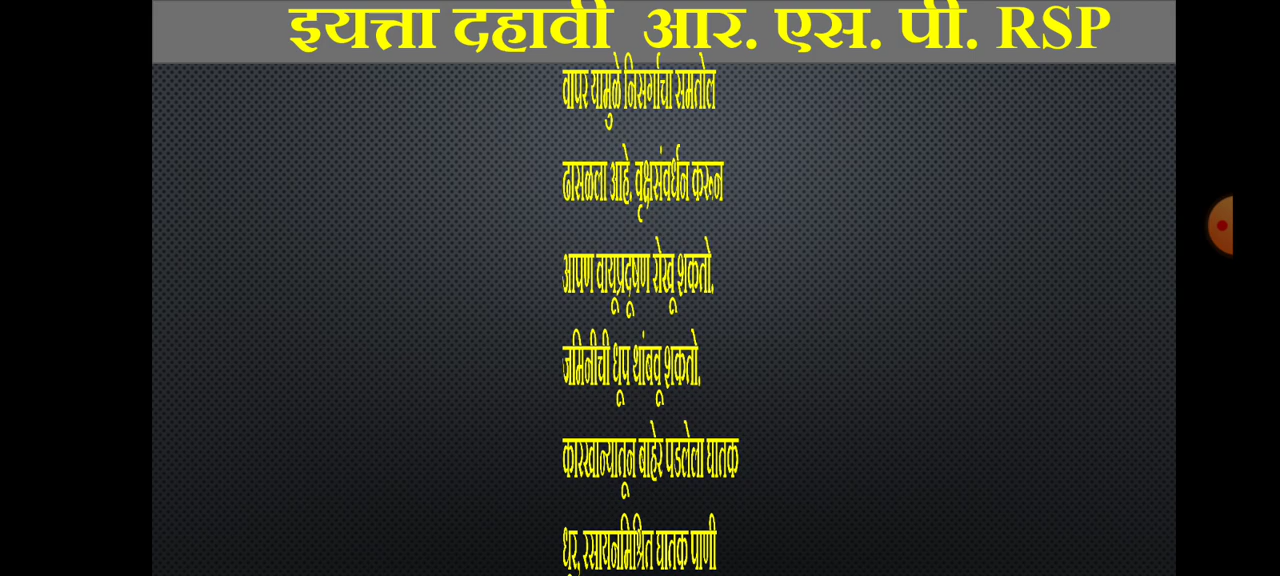 इयत्ता दहावी आर. एस. पी. RSP
वापर यामुळे निसर्गाचा समतोल
ढासळला आहे. वृक्षसंवर्धन करून
आपण वायूप्रदूषण रोखू शकतो.
जमिनीची धूप थांबवू शकतो.
कारखान्यातून बाहेर पडलेला घातक
धूर, रसायनमिश्रित घातक पाणी